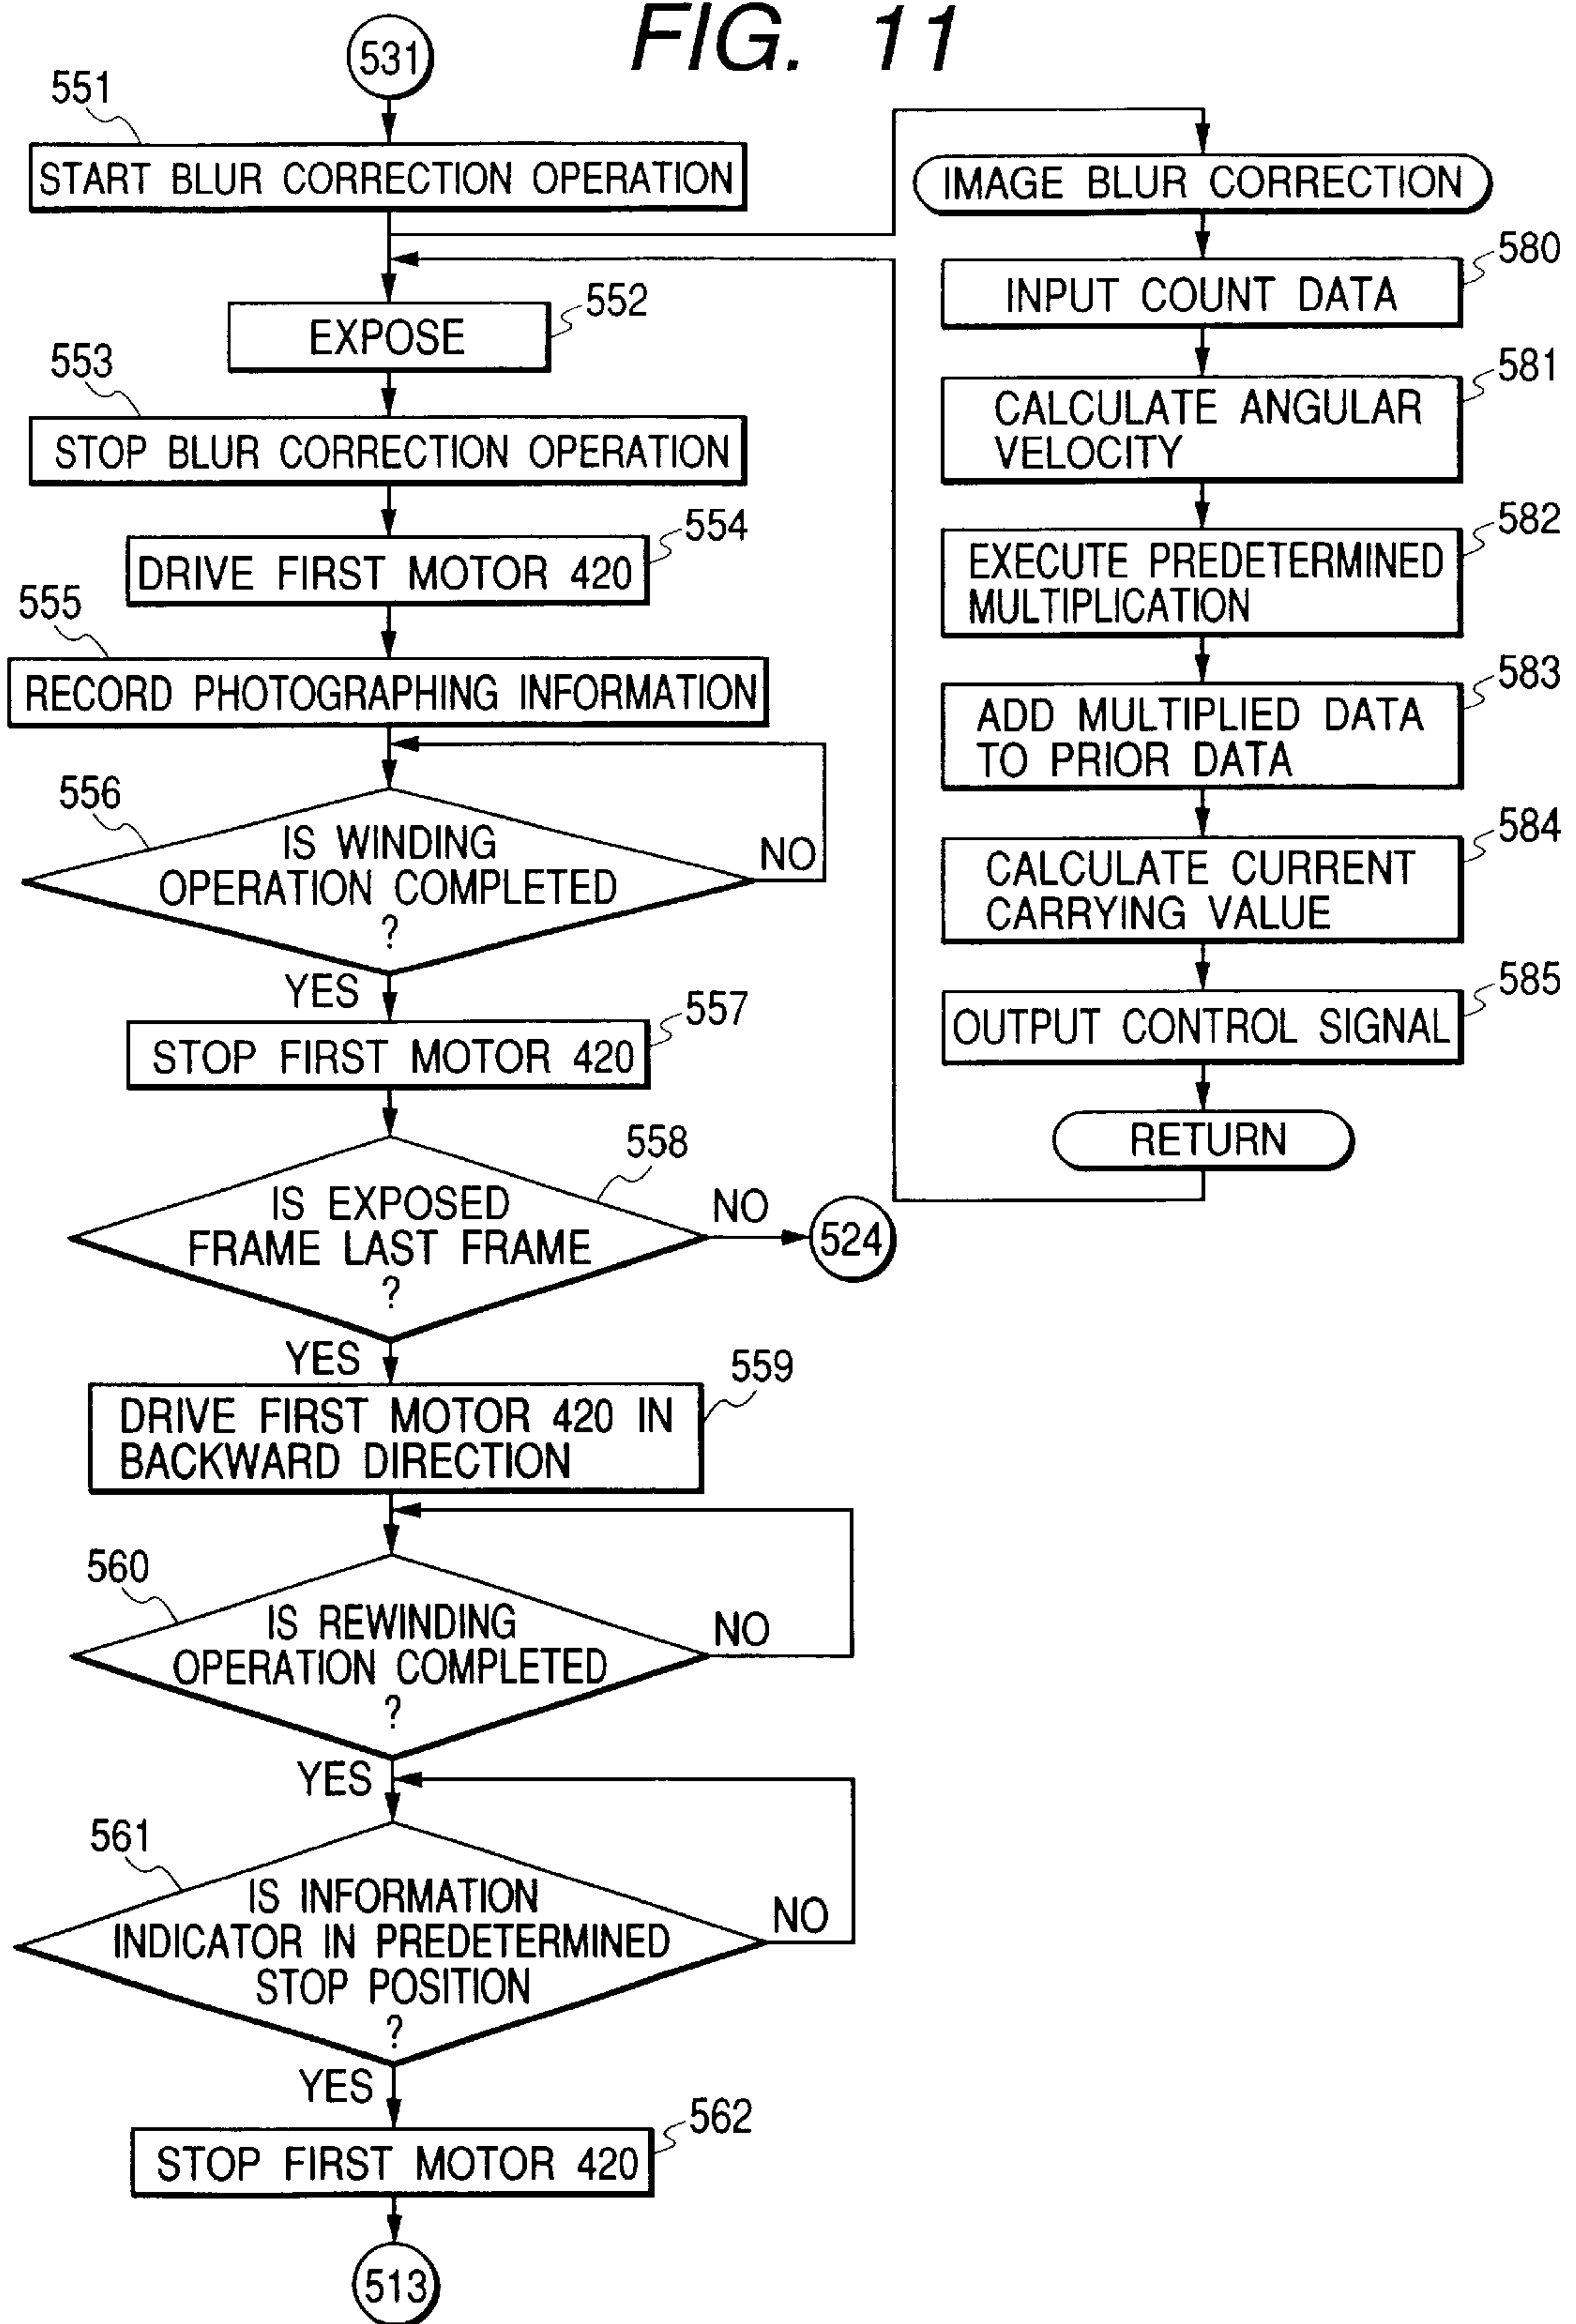 FIG. 11
531
551
START BLUR CORRECTION OPERATION
552
EXPOSE
553
STOP BLUR CORRECTION OPERATION
554
DRIVE FIRST MOTOR 420
555
RECORD PHOTOGRAPHING INFORMATION
556
IS WINDING
OPERATION COMPLETED
?
NO
YES
557
STOP FIRST MOTOR 420
558
IS EXPOSED
FRAME LAST FRAME
?
NO
524
YES
559
DRIVE FIRST MOTOR 420 IN
BACKWARD DIRECTION
560
IS REWINDING
OPERATION COMPLETED
?
NO
YES
561
IS INFORMATION
INDICATOR IN PREDETERMINED
STOP POSITION
?
NO
YES
562
STOP FIRST MOTOR 420
513
IMAGE BLUR CORRECTION
580
INPUT COUNT DATA
581
CALCULATE ANGULAR
VELOCITY
582
EXECUTE PREDETERMINED
MULTIPLICATION
583
ADD MULTIPLIED DATA
TO PRIOR DATA
584
CALCULATE CURRENT
CARRYING VALUE
585
OUTPUT CONTROL SIGNAL
RETURN